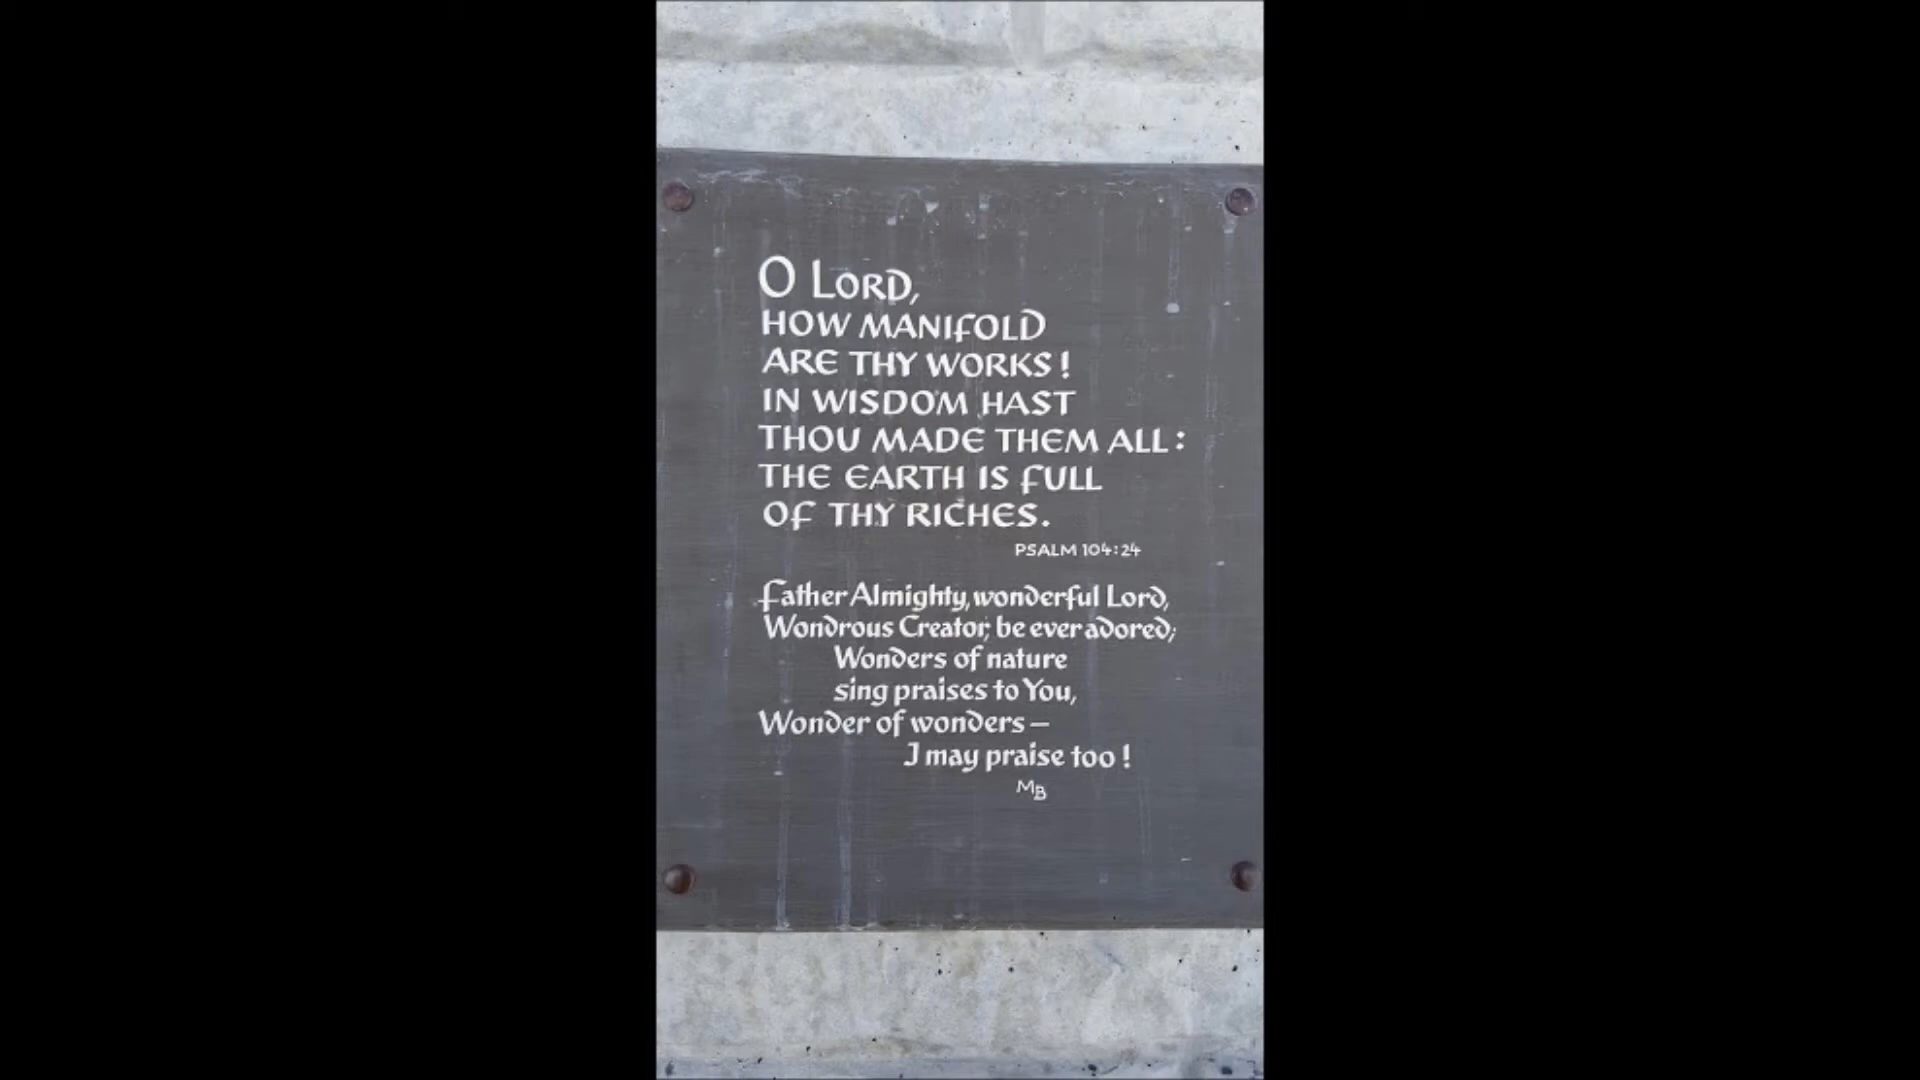 O LORD,
HOW MANIFOLD
ARE THY WORKS!
IN WISDOM HAST
THOU MADE THEM ALL:
THE EARTH IS FULL
OF THY RICHES.
PSALM 104:24
Father Almighty, wonderful Lord,
Wondrous Creator, be ever adored;
Wonders of nature
sing praises to You,
Wonder of wonders –
I may praise too!
MB